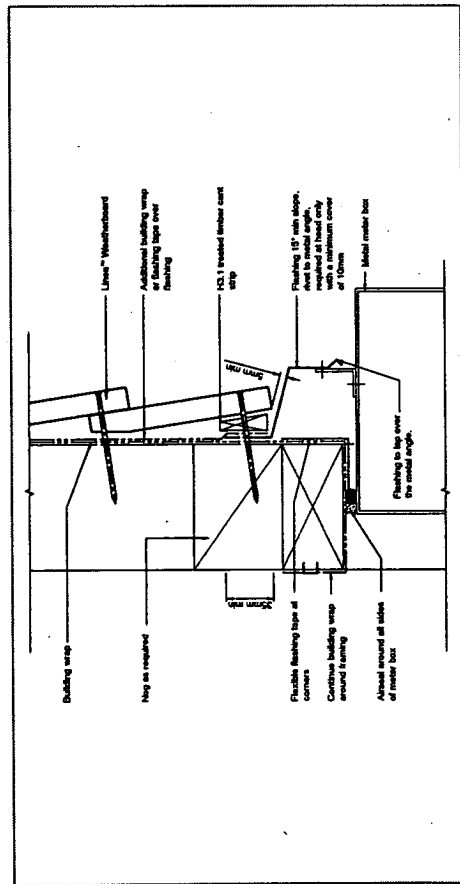 Linea™ Weatherboard
Additional building wrap
or flashing tape over
flashing
H3.1 treated timber cant
strip
Flashing 15° min slope,
rivet to metal angle,
required at head only
with a minimum cover
of 10mm
Metal meter box
5mm min
Flashing to lap over
the metal angle.
35mm min
Building wrap
Nog as required
Flexible flashing tape at
corners
Continue building wrap
around framing
Airseal around all sides
of meter box